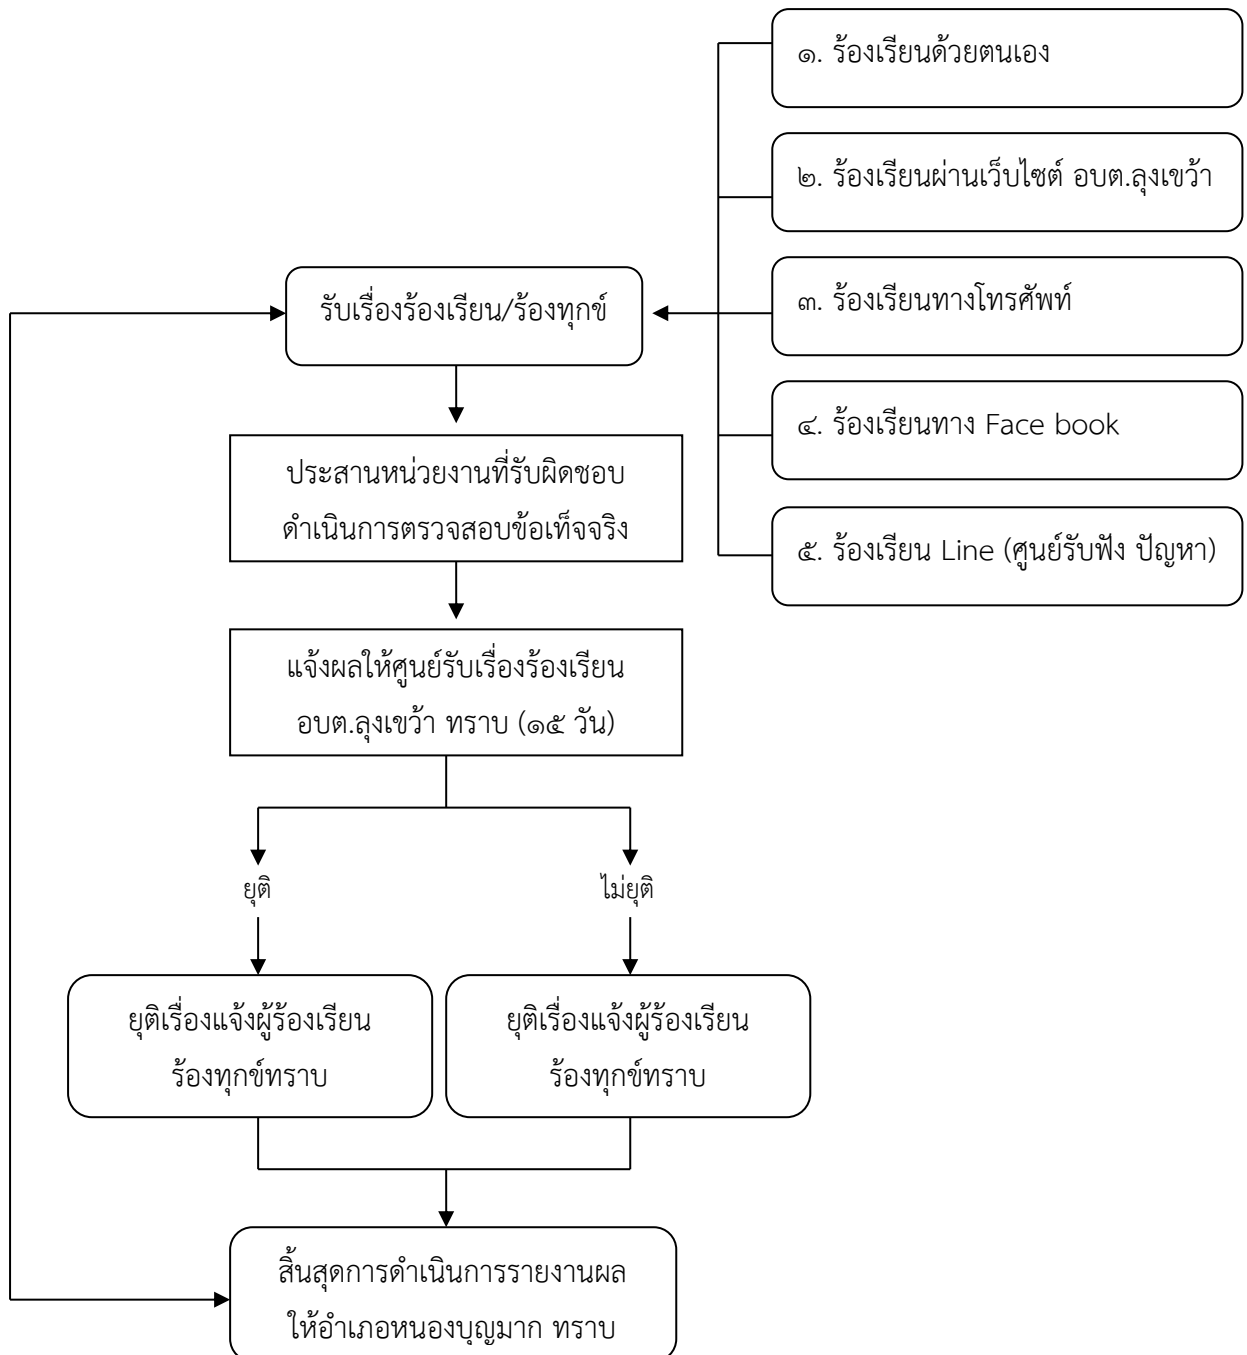 ๑. ร้องเรียนด้วยตนเอง
๒. ร้องเรียนผ่านเว็บไซต์ อบต.ลุงเขว้า
๓. ร้องเรียนทางโทรศัพท์
๔. ร้องเรียนทาง Face book
๕. ร้องเรียน Line (ศูนย์รับฟัง ปัญหา)
รับเรื่องร้องเรียน/ร้องทุกข์
ประสานหน่วยงานที่รับผิดชอบ
ดำเนินการตรวจสอบข้อเท็จจริง
แจ้งผลให้ศูนย์รับเรื่องร้องเรียน
อบต.ลุงเขว้า ทราบ (๑๕ วัน)
ยุติ
ไม่ยุติ
ยุติเรื่องแจ้งผู้ร้องเรียน
ร้องทุกข์ทราบ
ยุติเรื่องแจ้งผู้ร้องเรียน
ร้องทุกข์ทราบ
สิ้นสุดการดำเนินการรายงานผล
ให้อำเภอหนองบุญมาก ทราบ